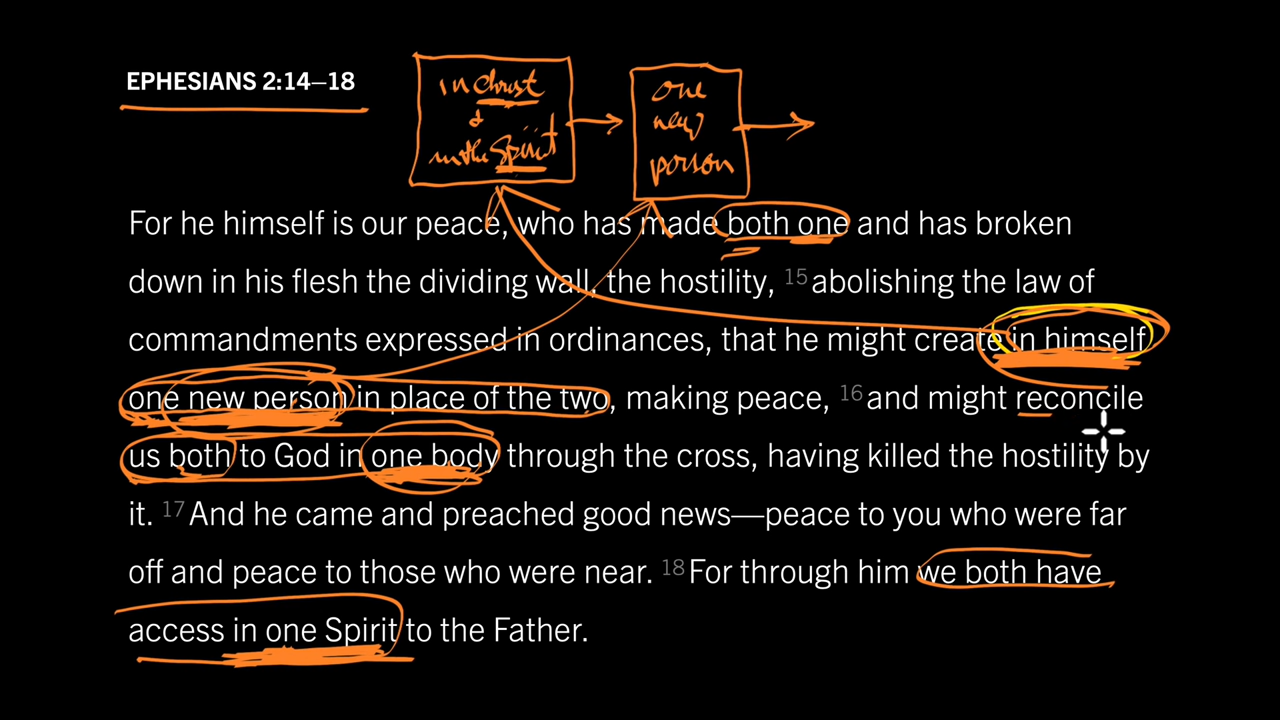 EPHESIANS 2:14–18
in Christ
&
in the Spirit
one
new
person
For he himself is our peace, who has made both one and has broken
down in his flesh the dividing wall, the hostility, 15 abolishing the law of
commandments expressed in ordinances, that he might create in himself
one new person in place of the two, making peace, 16 and might reconcile
us both to God in one body through the cross, having killed the hostility by
it. 17 And he came and preached good news—peace to you who were far
off and peace to those who were near. 18 For through him we both have
access in one Spirit to the Father.